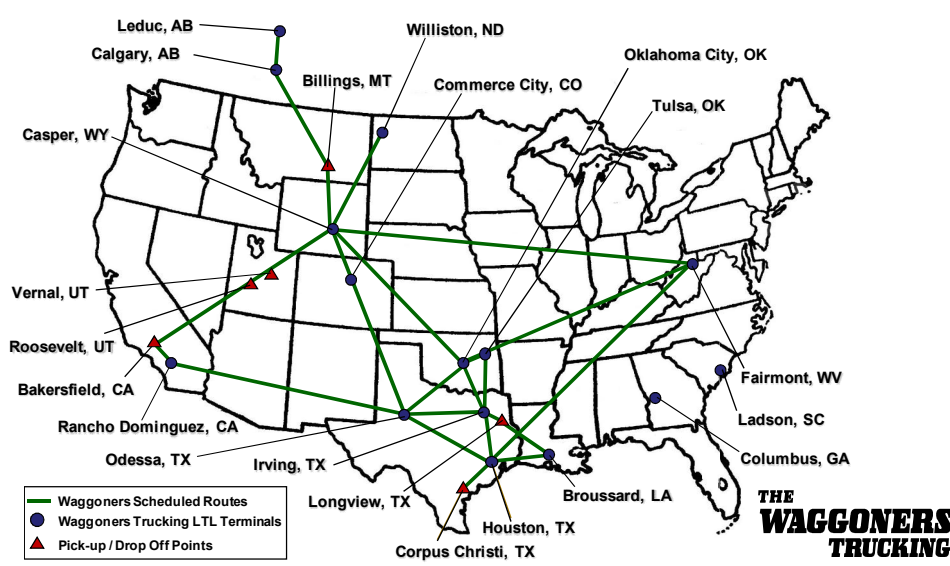 Leduc, AB
Williston, ND
Calgary, AB
Oklahoma City, OK
Billings, MT
Commerce City, CO
Tulsa, OK
Casper, WY
Vernal, UT
Roosevelt, UT
Bakersfield, CA
Fairmont, WV
Rancho Dominguez, CA
Ladson, SC
Odessa, TX
Irving, TX
Columbus, GA
Longview, TX
Broussard, LA
Houston, TX
Corpus Christi, TX
Waggoners Scheduled Routes
Waggoners Trucking LTL Terminals
Pick-up / Drop Off Points
THE
WAGGONERS
TRUCKING